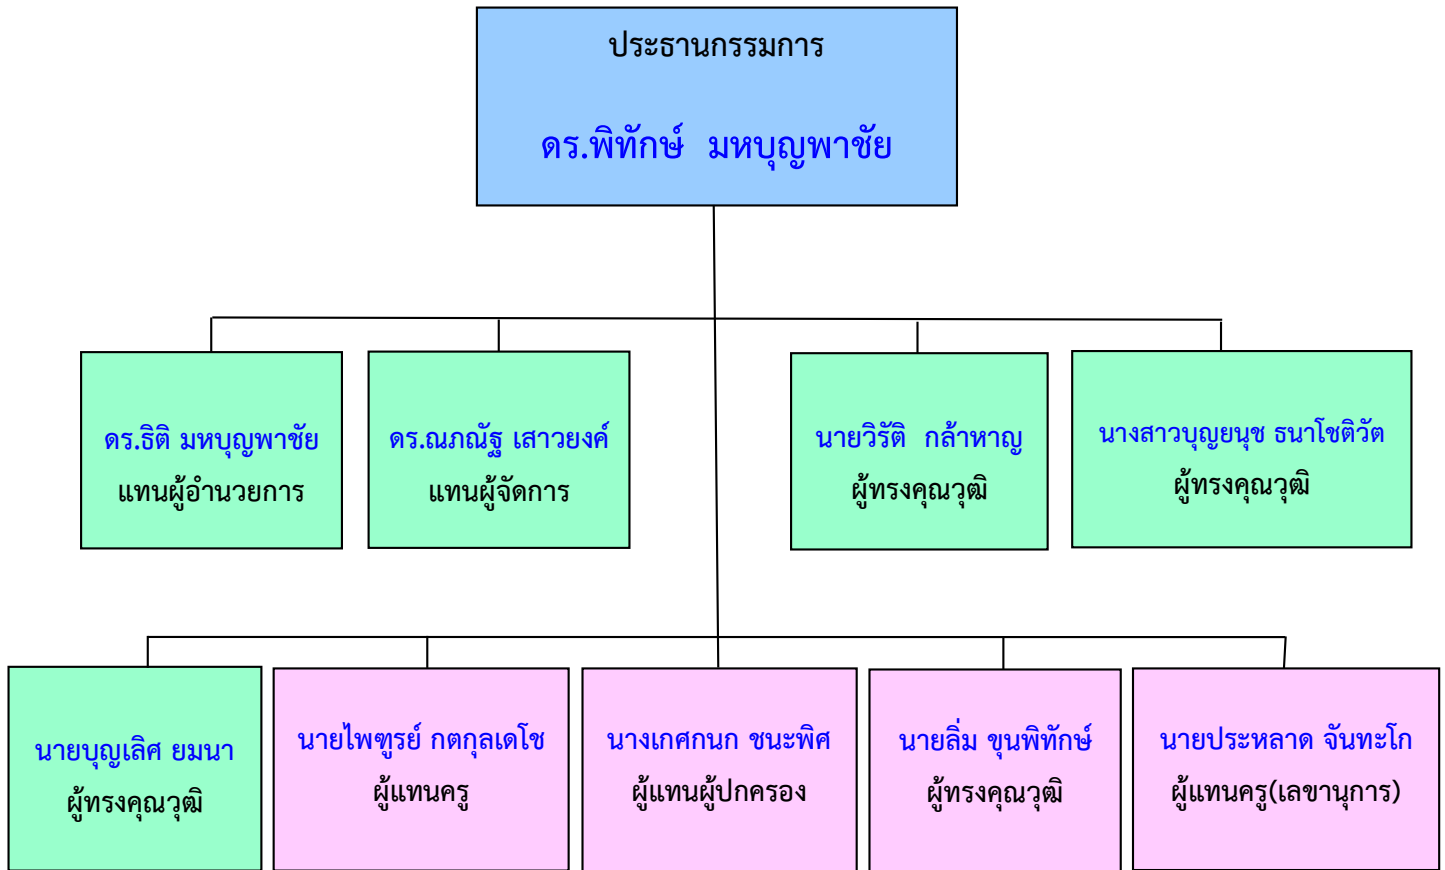 ประธานกรรมการ
ดร.พิทักษ์ มหบุญพาชัย
ดร.ธิติ มหบุญพาชัย
แทนผู้อำนวยการ
ดร.ณภณัฐ เสาวยงค์
แทนผู้จัดการ
นายวิรัติ กล้าหาญ
ผู้ทรงคุณวุฒิ
นางสาวบุญยนุช ธนาโชติวัต
ผู้ทรงคุณวุฒิ
นายบุญเลิศ ยมนา
ผู้ทรงคุณวุฒิ
นายไพฑูรย์ กตกุลเดโช
ผู้แทนครู
นางเกศกนก ชนะพิศ
ผู้แทนผู้ปกครอง
นายลิ่ม ขุนพิทักษ์
ผู้ทรงคุณวุฒิ
นายประหลาด จันทะโก
ผู้แทนครู(เลขานุการ)